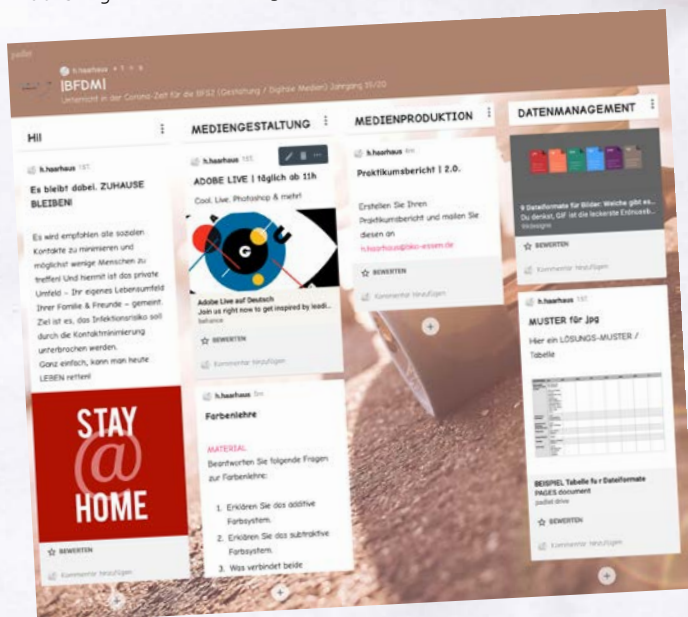 padlet
h.haarhaus
|BFDM|
Unterricht in der Corona-Zeit für die BFS2 (Gestaltung / Digitale Medien) Jahrgang 19/20
Hi!
h.haarhaus 1ST.
Es bleibt dabei. ZUHAUSE
BLEIBEN!
Es wird empfohlen alle sozialen
Kontakte zu minimieren und
möglichst wenige Menschen zu
treffen! Und hiermit ist das private
Umfeld – Ihr eigenes Lebensumfeld
Ihrer Familie & Freunde – gemeint.
Ziel ist es, das Infektionsrisiko soll
durch die Kontaktminimierung
unterbrochen werden.
Ganz einfach, kann man heute
LEBEN retten!
STAY
@
HOME
BEWERTEN
Kommentar hinzufügen
MEDIENGESTALTUNG
h.haarhaus 1ST.
ADOBE LIVE | täglich ab 11h
Cool. Live. Photoshop & mehr!
Adobe Live auf Deutsch
Join us right now to get inspired by leadi...
behance
BEWERTEN
Kommentar hinzufügen
h.haarhaus
Farbenlehre
MATERIAL
Beantworten Sie folgende Fragen
zur Farbenlehre:
1. Erklären Sie das additive
Farbsystem.
2. Erklären Sie das subtraktive
Farbsystem.
3. Was verbindet beide
MEDIENPRODUKTION
h.haarhaus
Praktikumsbericht | 2.0.
Erstellen Sie Ihren
Praktikumsbericht und mailen Sie
diesen an
h.haarhaus@bko-essen.de
BEWERTEN
Kommentar hinzufügen
DATENMANAGEMENT
9 Dateiformate für Bilder: Welche gibt es...
Du denkst, GIF ist die leckerste Erdnussb...
BEWERTEN
Kommentar hinzufügen
h.haarhaus 1ST.
MUSTER für jpg
Hier ein LÖSUNGS-MUSTER /
Tabelle
BEISPIEL Tabelle fu r Dateiformate
PAGES document
padlet drive
BEWERTEN
Kommentar hinzufügen